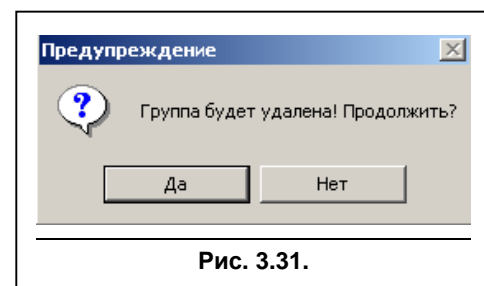 Предупреждение
Группа будет удалена! Продолжить?
Да Нет
Рис. 3.31.